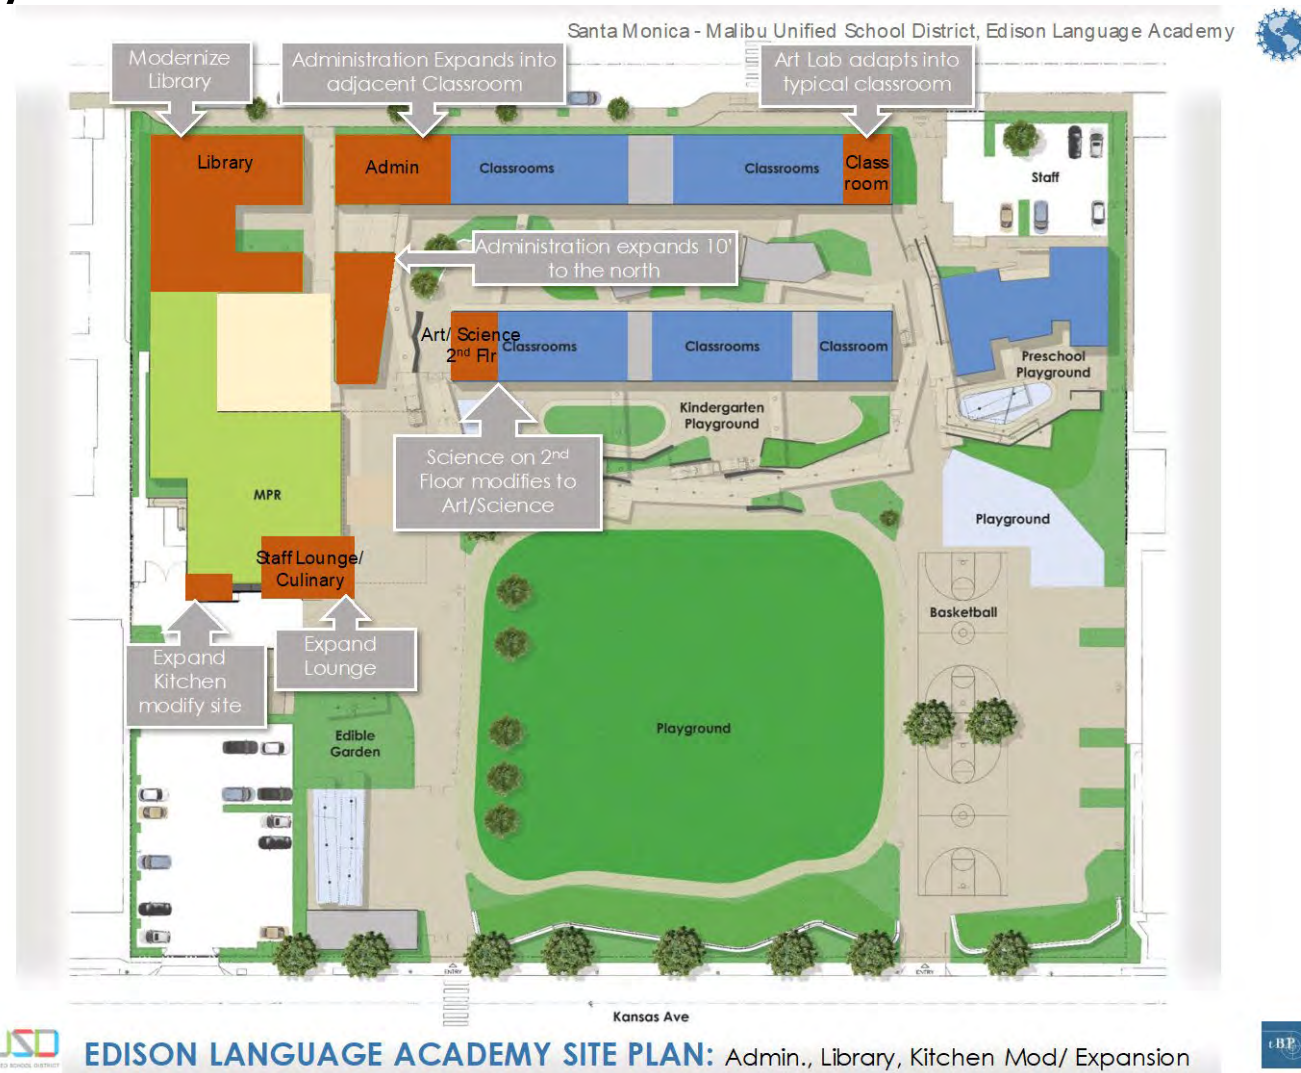 Santa Monica - Malibu Unified School District, Edison Language Academy
Modernize
Library
Administration Expands into
adjacent Classroom
Art Lab adapts into
typical classroom
Library
Admin
Classrooms
Classrooms
Class
room
Staff
Administration expands 10'
to the north
Art/ Science
2nd Flr
Classrooms
Classrooms
Classroom
Preschool
Playground
Kindergarten
Playground
Science on 2nd
Floor modifies to
Art/Science
MPR
Playground
Staff Lounge/
Culinary
Basketball
Expand
Kitchen
modify site
Expand
Lounge
Edible
Garden
Playground
ENTRY
ENTRY
Kansas Ave
EDISON LANGUAGE ACADEMY SITE PLAN: Admin., Library, Kitchen Mod/ Expansion
tBP